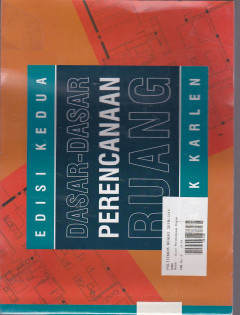 EDISI KEDUA
DASAR-DASAR
PERENCANAAN
RUANG
K KARLEN